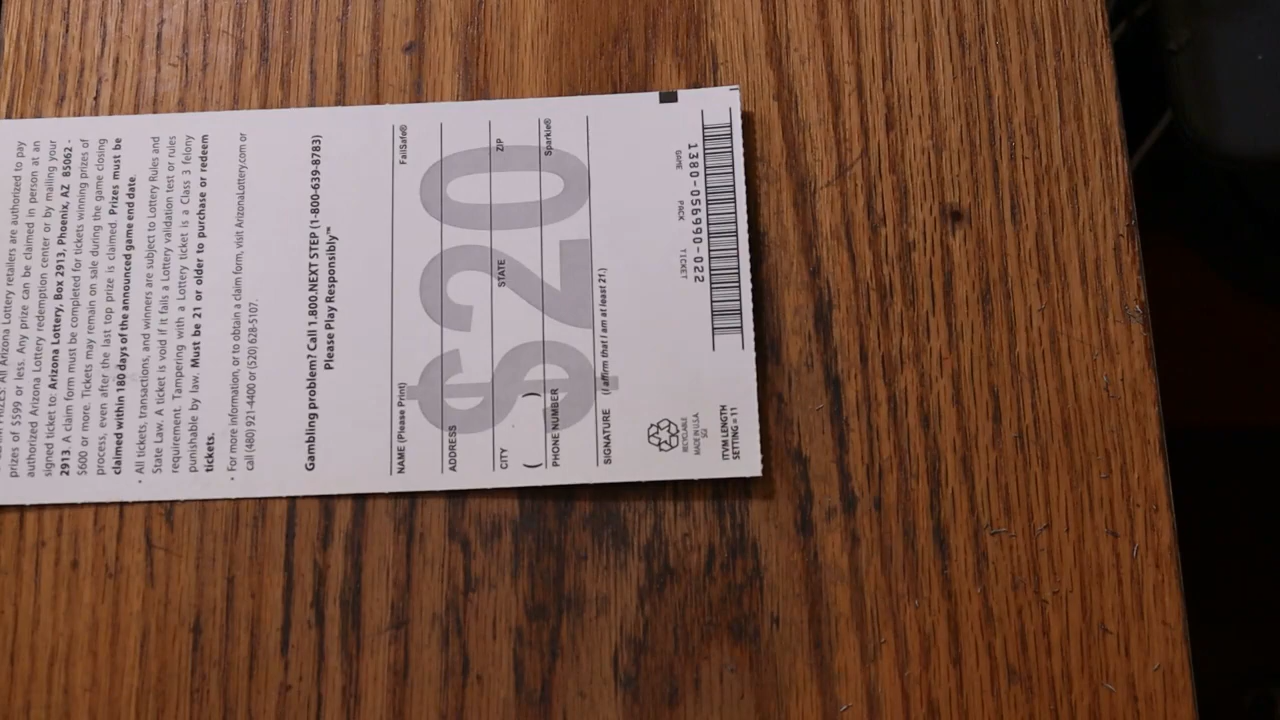 prizes of $599 or less. Any prize can be claimed in person at an
authorized Arizona Lottery redemption center or by mailing your
signed ticket to: Arizona Lottery, Box 2913, Phoenix, AZ 85062-
2913. A claim form must be completed for tickets winning prizes of
$600 or more. Tickets may remain on sale during the game closing
process, even after the last top prize is claimed. Prizes must be
claimed within 180 days of the announced game end date.
• All tickets, transactions, and winners are subject to Lottery Rules and
State Law. A ticket is void if it fails a Lottery validation test or rules
requirement. Tampering with a Lottery ticket is a Class 3 felony
punishable by law. Must be 21 or older to purchase or redeem
tickets.
• For more information, or to obtain a claim form, visit ArizonaLottery.com or
call (480) 921-4400 or (520) 628-5107.
Gambling problem? Call 1.800.NEXT STEP (1-800-639-8783)
Please Play Responsibly™
$20
NAME (Please Print) FailSafe®
ADDRESS
CITY STATE ZIP
( )
PHONE NUMBER Sparkle®
SIGNATURE (I affirm that I am at least 21.)
RECYCLABLE
MADE IN U.S.A.
SGI
GAME PACK TICKET
1380-056990-022
ITVM LENGTH
SETTING = 11